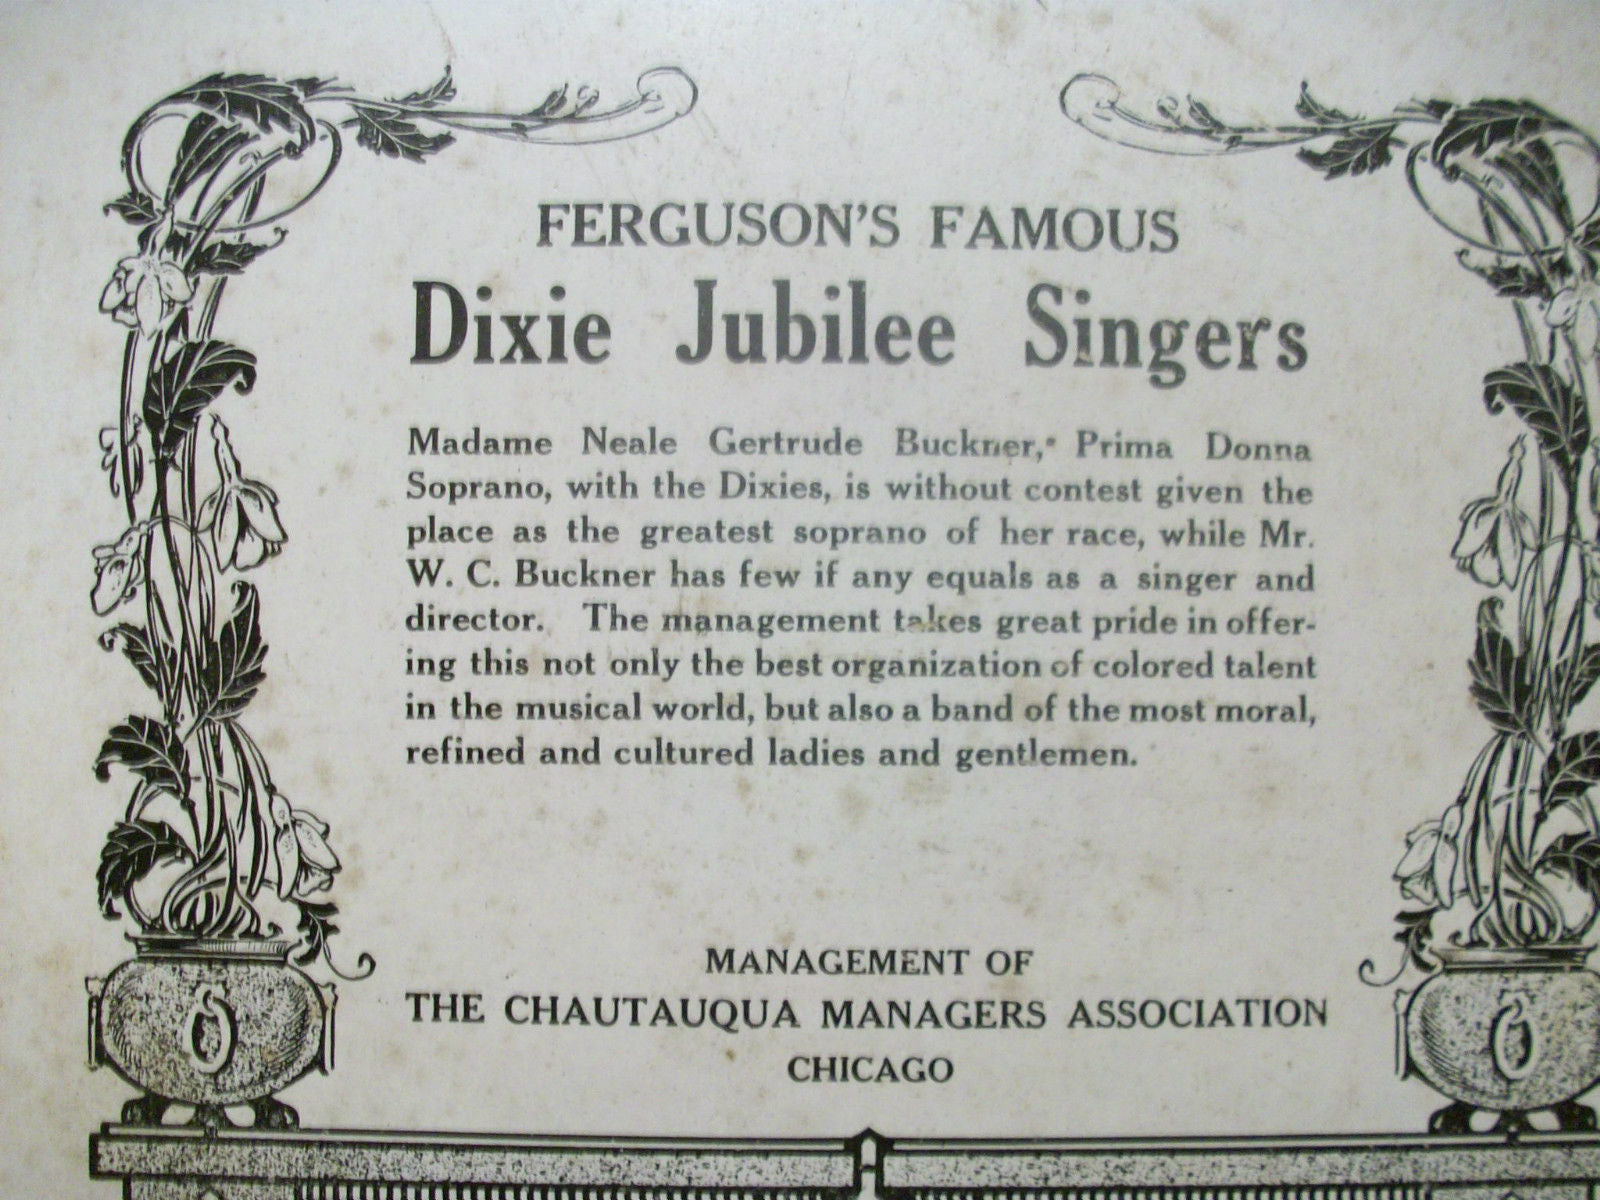 FERGUSON'S FAMOUS
Dixie Jubilee Singers
Madame Neale Gertrude Buckner, Prima Donna
Soprano, with the Dixies, is without contest given the
place as the greatest soprano of her race, while Mr.
W. C. Buckner has few if any equals as a singer and
director. The management takes great pride in offer-
ing this not only the best organization of colored talent
in the musical world, but also a band of the most moral,
refined and cultured ladies and gentlemen.
MANAGEMENT OF
THE CHAUTAUQUA MANAGERS ASSOCIATION
CHICAGO